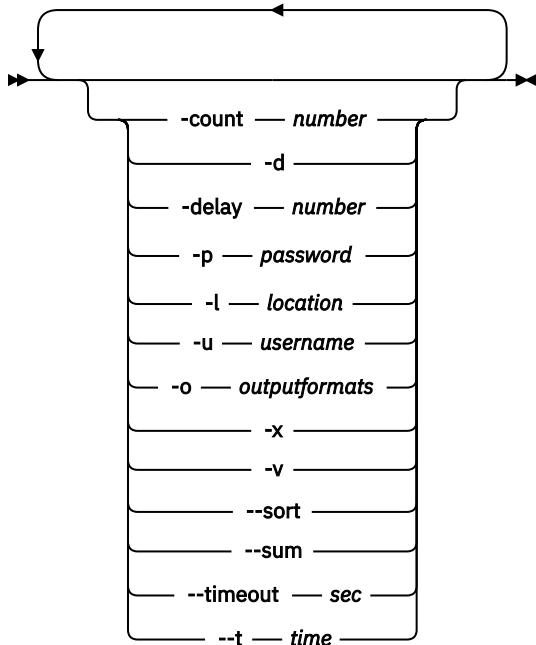 -count number
-d
-delay number
-p password
-l location
-u username
-o outputformats
-x
-v
--sort
--sum
--timeout sec
--t time